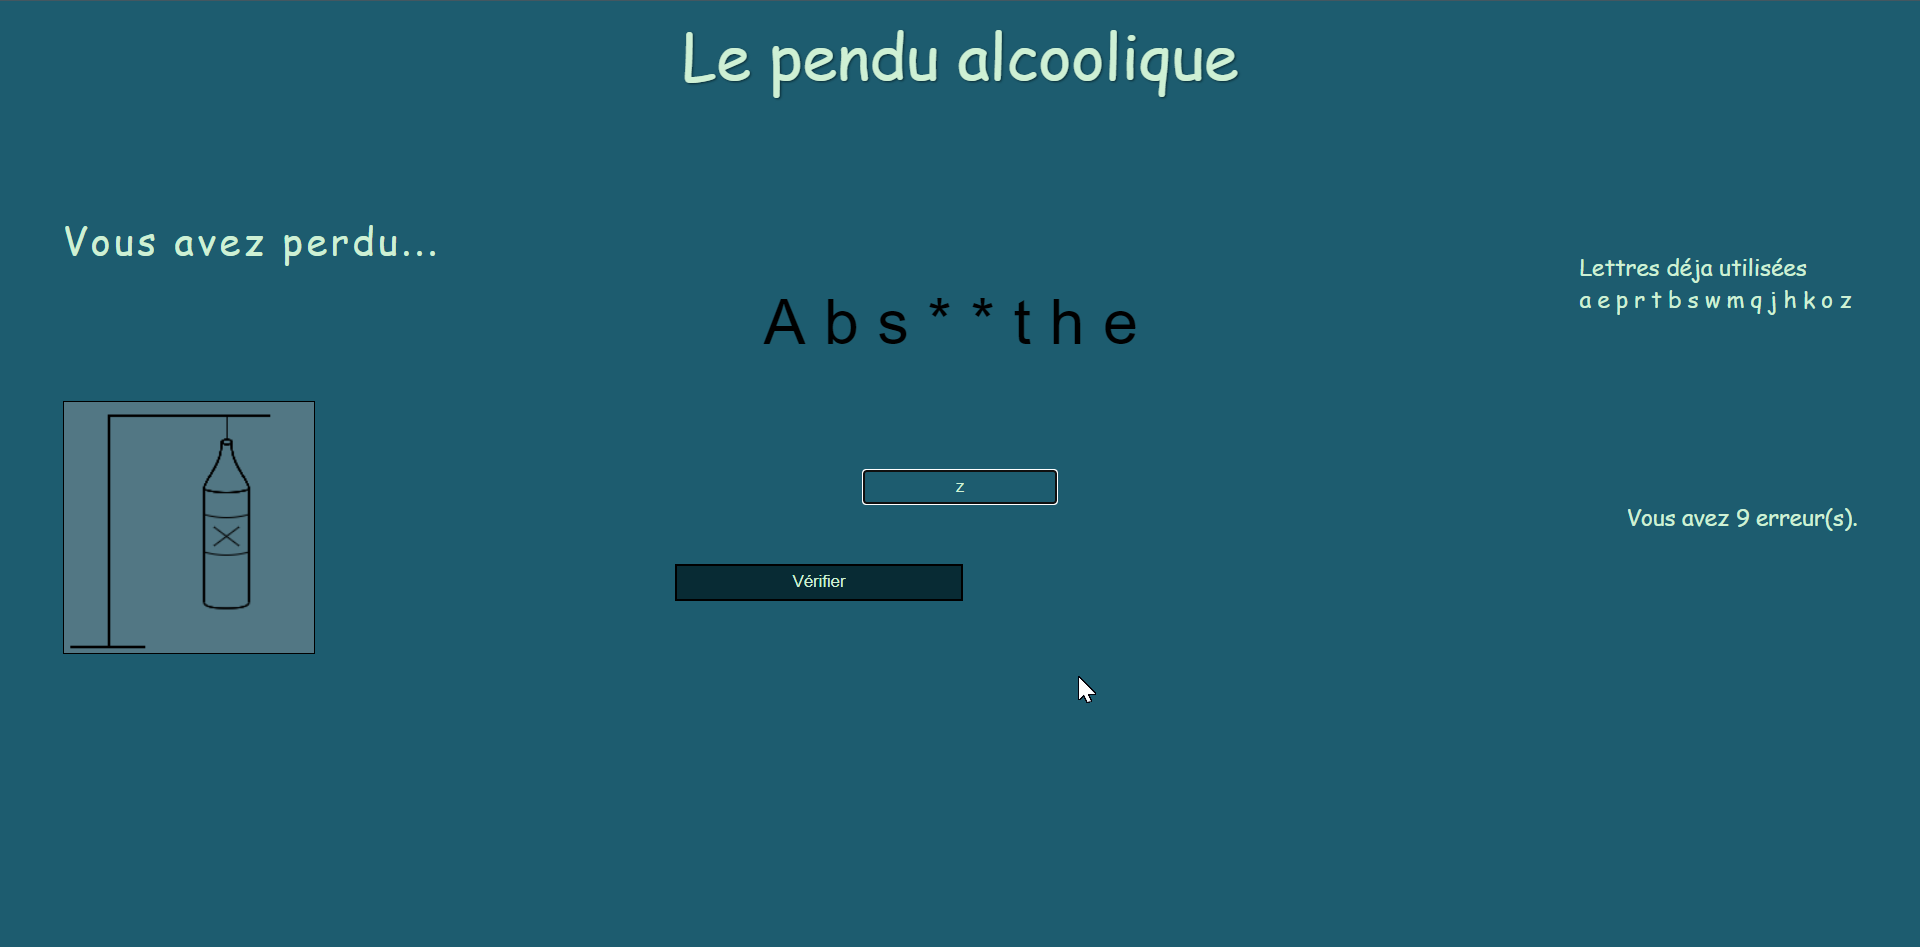 Le pendu alcoolique
Vous avez perdu...
Lettres déja utilisées
a e p r t b s w m q j h k o z
A b s * * t h e
z
Vous avez 9 erreur(s).
Vérifier